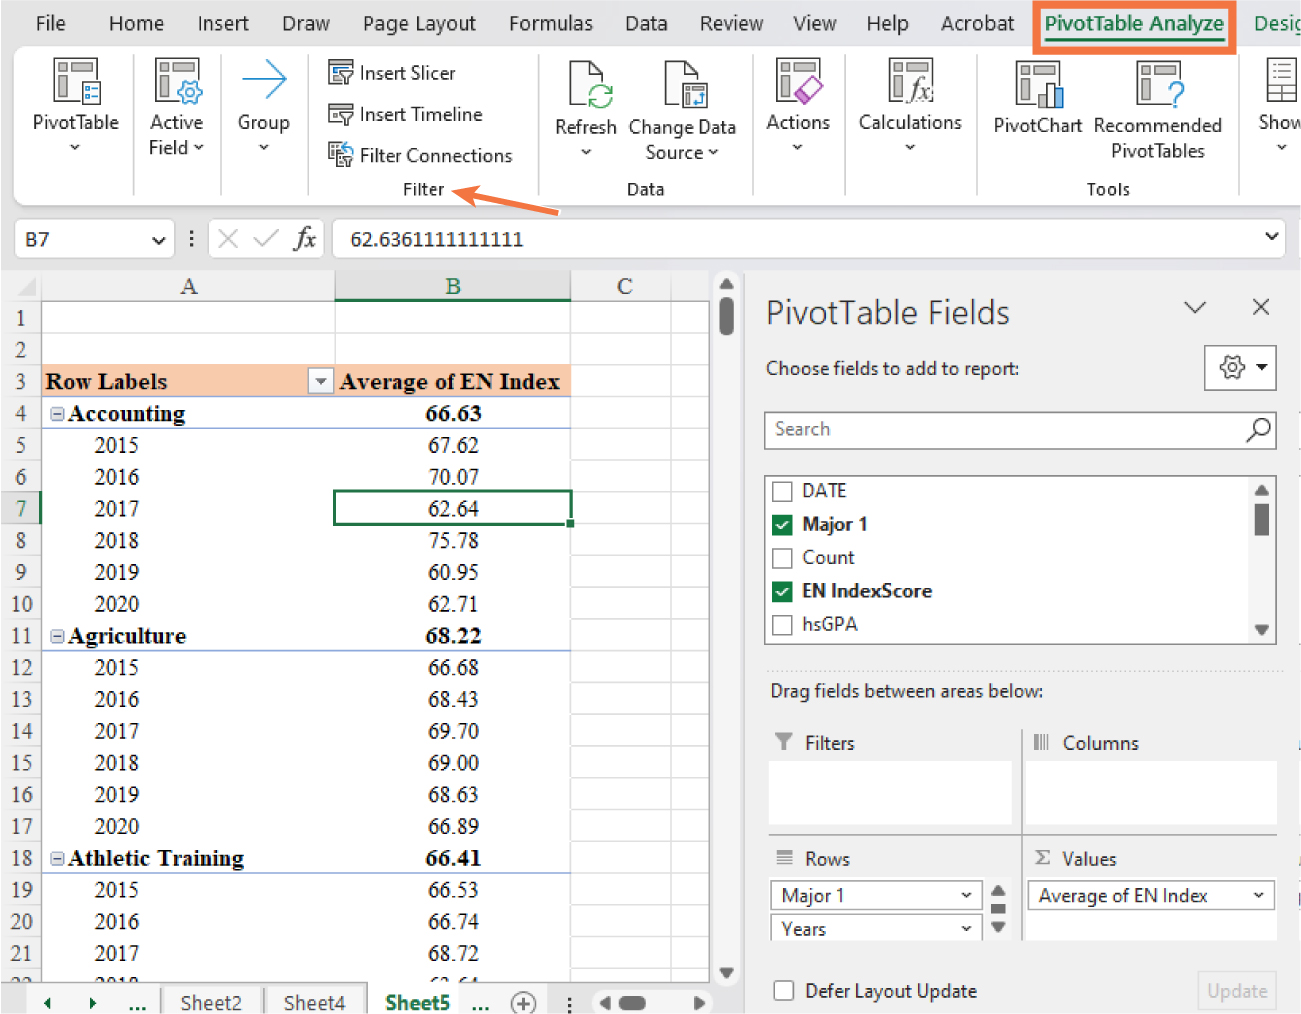 File Home Insert Draw Page Layout Formulas Data Review View Help Acrobat PivotTable Analyze
PivotTable
Active Field
Group
Insert Slicer
Insert Timeline
Filter Connections
Filter
Refresh
Change Data Source
Data
Actions
Calculations
PivotChart
Recommended PivotTables
Tools
Show
B7 fx 62.6361111111111
A B C
1
2
3 Row Labels Average of EN Index
4 Accounting 66.63
5 2015 67.62
6 2016 70.07
7 2017 62.64
8 2018 75.78
9 2019 60.95
10 2020 62.71
11 Agriculture 68.22
12 2015 66.68
13 2016 68.43
14 2017 69.70
15 2018 69.00
16 2019 68.63
17 2020 66.89
18 Athletic Training 66.41
19 2015 66.53
20 2016 66.74
21 2017 68.72
... Sheet2 Sheet4 Sheet5 ...
PivotTable Fields
Choose fields to add to report:
Search
DATE
Major 1
Count
EN IndexScore
hsGPA
Drag fields between areas below:
Filters
Columns
Rows
Major 1
Years
Σ Values
Average of EN Index
Defer Layout Update
Update